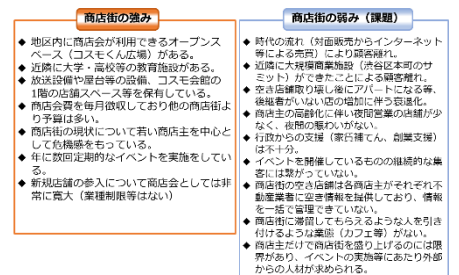 商店街の強み
◆ 地区内に商店会が利用できるオープンスペ
ース（コスモくん広場）がある。
◆ 近隣に大学・高校等の教育施設がある。
◆ 放送設備や屋台等の設備、コスモ会館の
1階の店舗スペース等を保有している。
◆ 商店会費を毎月徴収しており他の商店街よ
り予算は多い。
◆ 商店街の現状について若い商店主を中心と
して危機感をもっている。
◆ 年に数回定期的なイベントを実施をしてい
る。
◆ 新規店舗の参入について商店会としては非
常に寛大（業種制限等はない）
商店街の弱み（課題）
◆ 時代の流れ（対面販売からインターネット
等による売買）により顧客離れ。
◆ 近隣に大規模商業施設（渋谷区本町のサ
ミット）ができたことによる顧客離れ。
◆ 空き店舗取り壊し後にアパートになる等、
後継者がいない店の増加に伴う衰退化。
◆ 商店主の高齢化に伴い夜間営業の店舗が少
なく、夜間の賑わいがない。
◆ 行政からの支援（家賃補てん、創業支援）
は不十分。
◆ イベントを開催しているものの継続的な集
客には繋がっていない。
◆ 商店街の空き店舗は各商店主がそれぞれ不
動産業者に空き情報を提供しており、情報
を一括で管理できていない。
◆ 商店街に滞留してもらえるような人を引き
付けるような業態（カフェ等）がない。
◆ 商店主だけで商店街を盛り上げるのには限
界があり、イベントの実施等にあたり外部
からの人材が求められる。